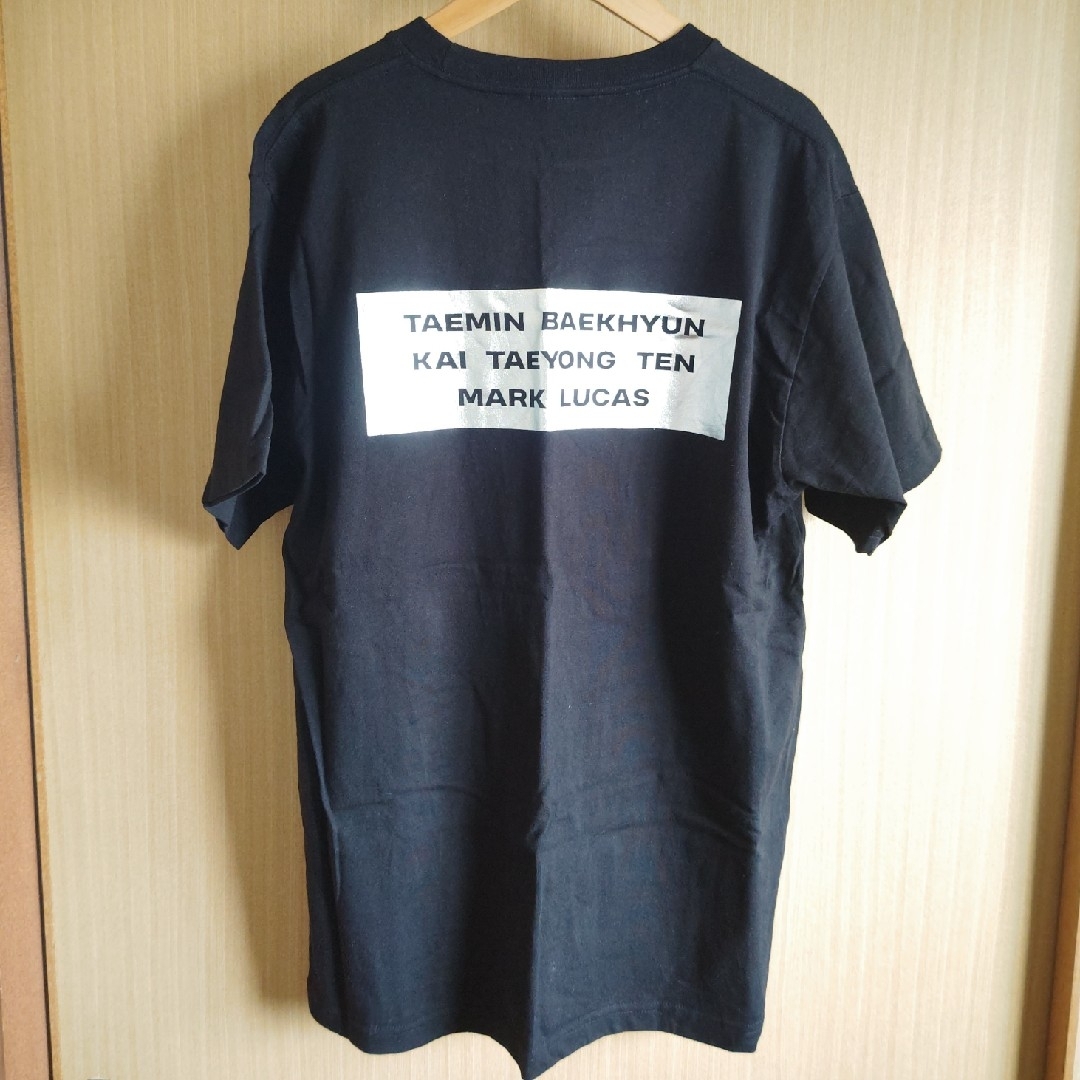 TAEMIN BAEKHYUN
KAI TAEYONG TEN
MARK LUCAS